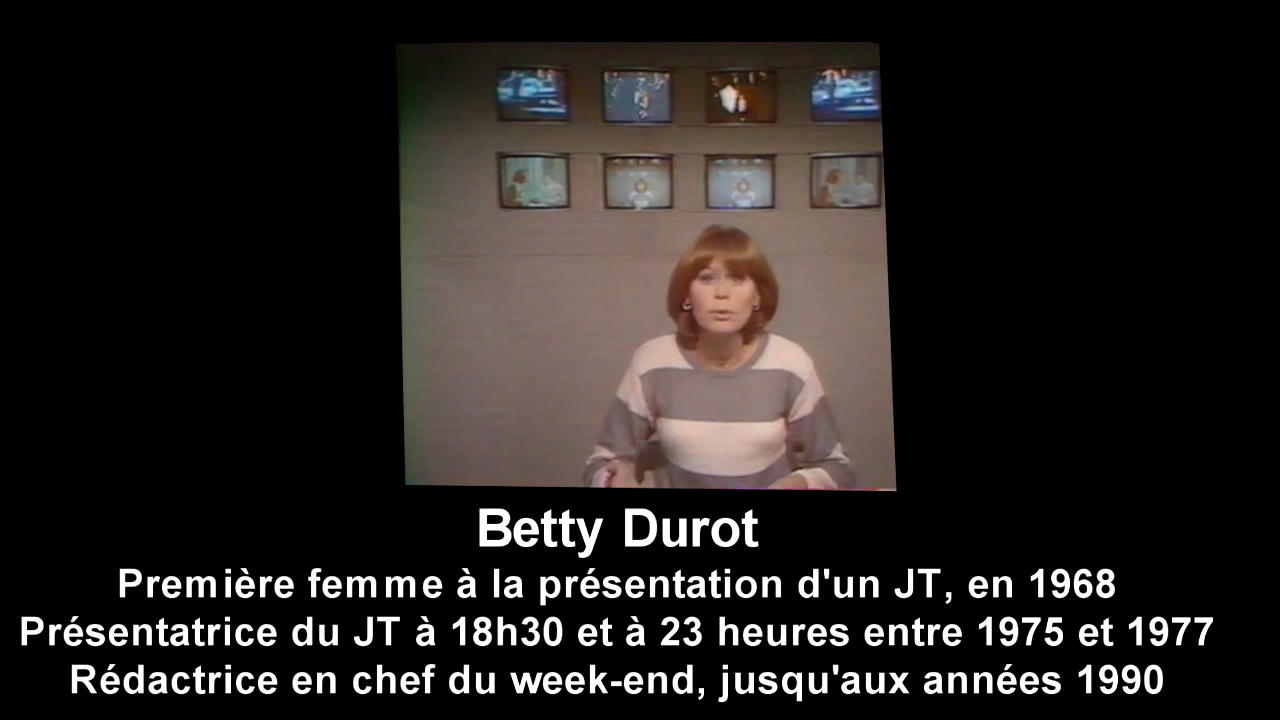 Betty Durot
Première femme à la présentation d'un JT, en 1968
Présentatrice du JT à 18h30 et à 23 heures entre 1975 et 1977
Rédactrice en chef du week-end, jusqu'aux années 1990